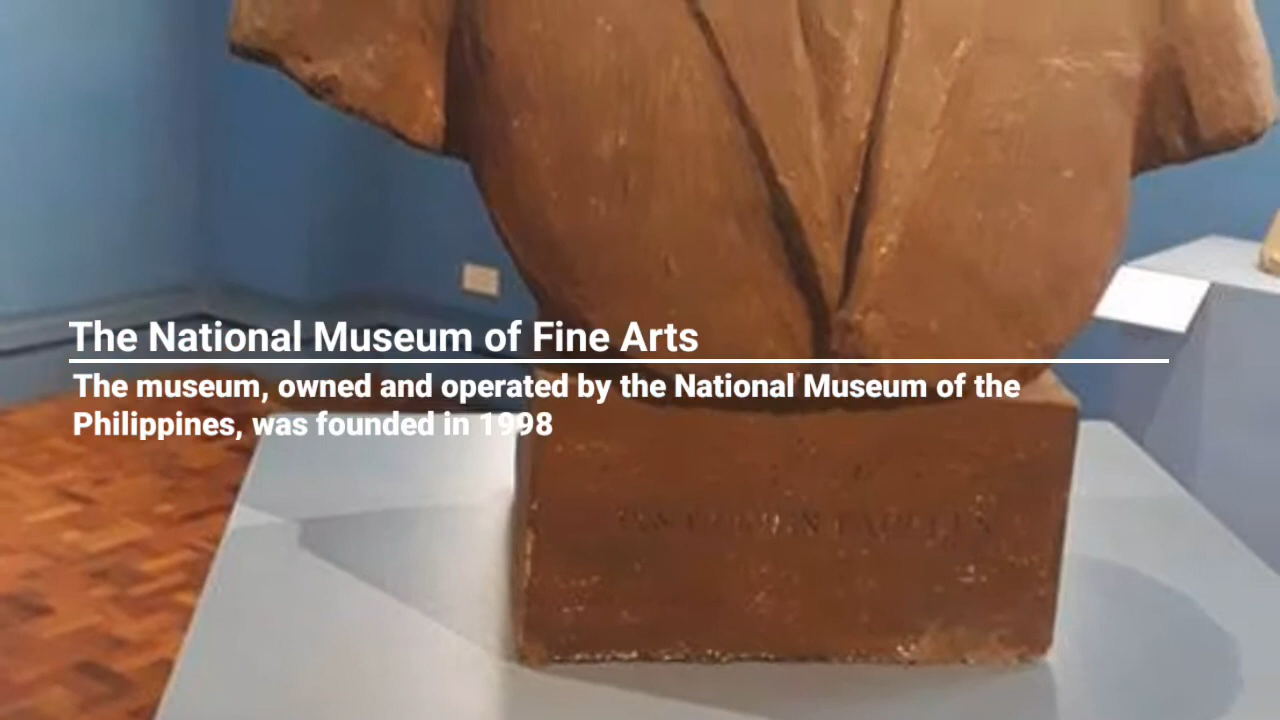 The National Museum of Fine Arts
The museum, owned and operated by the National Museum of the
Philippines, was founded in 1998